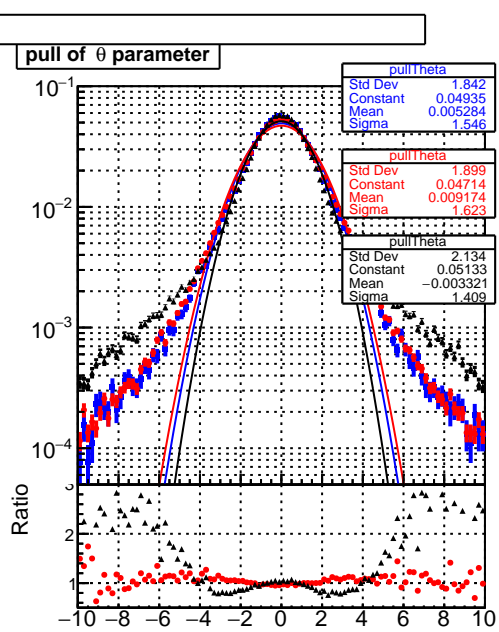 pull of θ parameter
pullTheta
Std Dev 1.842
Constant 0.04935
Mean 0.005284
Sigma 1.546
pullTheta
Std Dev 1.899
Constant 0.04714
Mean 0.009174
Sigma 1.623
pullTheta
Std Dev 2.134
Constant 0.05133
Mean −0.003321
Sigma 1.409
10⁻¹
10⁻²
10⁻³
10⁻⁴
3
2
1
Ratio
−10 −8 −6 −4 −2 0 2 4 6 8 10